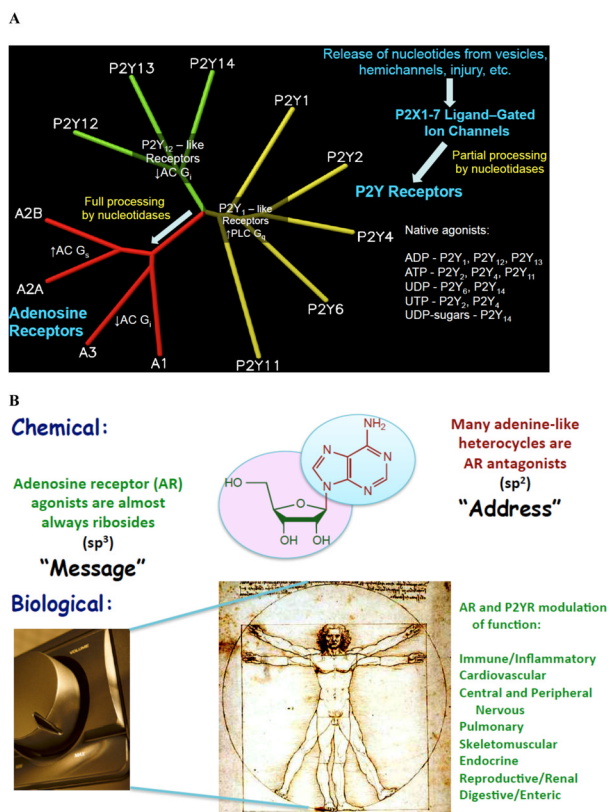 A
P2Y13
P2Y14
P2Y12
P2Y1
P2Y₁₂ – like
Receptors
↓AC Gᵢ
P2Y2
P2Y₁ – like
Receptors
↑PLC G_q
P2Y4
Full processing
by nucleotidases
A2B
↑AC Gₛ
A2A
Adenosine
Receptors
↓AC Gᵢ
A3
A1
P2Y6
P2Y11
Release of nucleotides from vesicles,
hemichannels, injury, etc.
P2X1-7 Ligand–Gated
Ion Channels
Partial processing
by nucleotidases
P2Y Receptors
Native agonists:
ADP - P2Y₁, P2Y₁₂, P2Y₁₃
ATP - P2Y₂, P2Y₄, P2Y₁₁
UDP - P2Y₆, P2Y₁₄
UTP - P2Y₂, P2Y₄
UDP-sugars - P2Y₁₄
B
Chemical:
Adenosine receptor (AR)
agonists are almost
always ribosides
(sp³)
“Message”
NH₂
N
N
N
N
HO
O
OH
OH
Many adenine-like
heterocycles are
AR antagonists
(sp²)
“Address”
Biological:
VOLUME
AR and P2YR modulation
of function:
Immune/Inflammatory
Cardiovascular
Central and Peripheral
Nervous
Pulmonary
Skeletomuscular
Endocrine
Reproductive/Renal
Digestive/Enteric